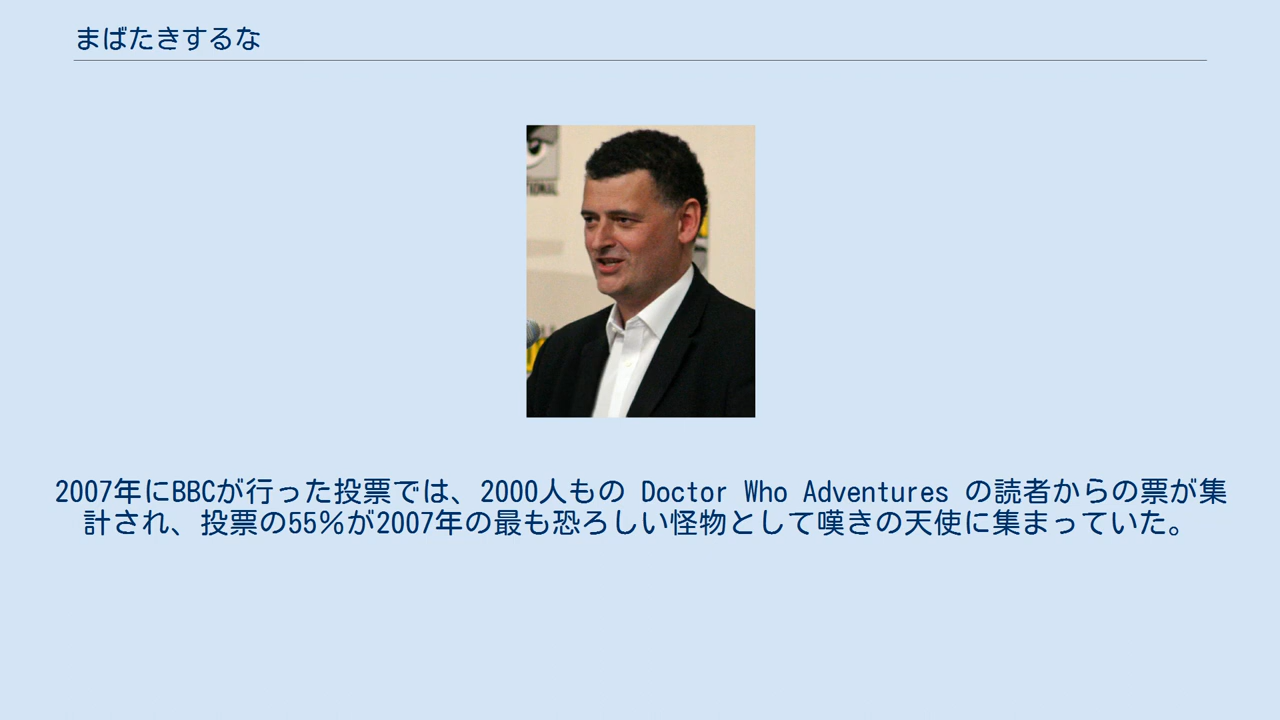 まばたきするな
2007年にBBCが行った投票では、2000人もの Doctor Who Adventures の読者からの票が集
計され、投票の55％が2007年の最も恐ろしい怪物として嘆きの天使に集まっていた。